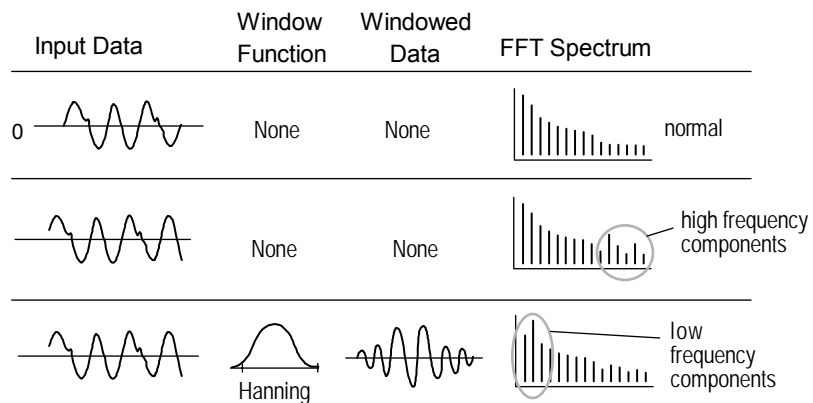 Input Data
Window
Function
Windowed
Data
FFT Spectrum
0
None
None
normal
None
None
high frequency
components
Hanning
low
frequency
components